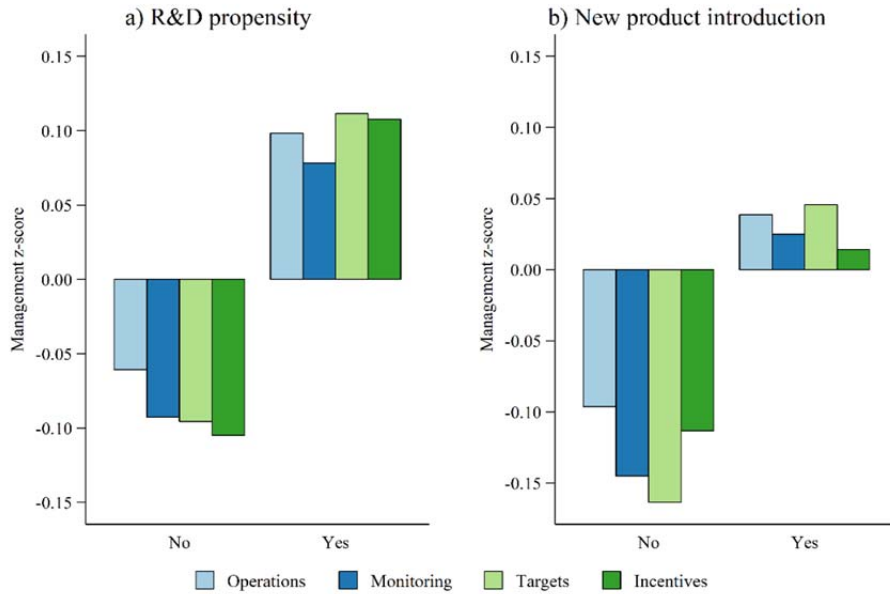 a) R&D propensity
Management z-score
0.15
0.10
0.05
0.00
-0.05
-0.10
-0.15
No Yes
b) New product introduction
Management z-score
0.15
0.10
0.05
0.00
-0.05
-0.10
-0.15
No Yes
Operations Monitoring Targets Incentives